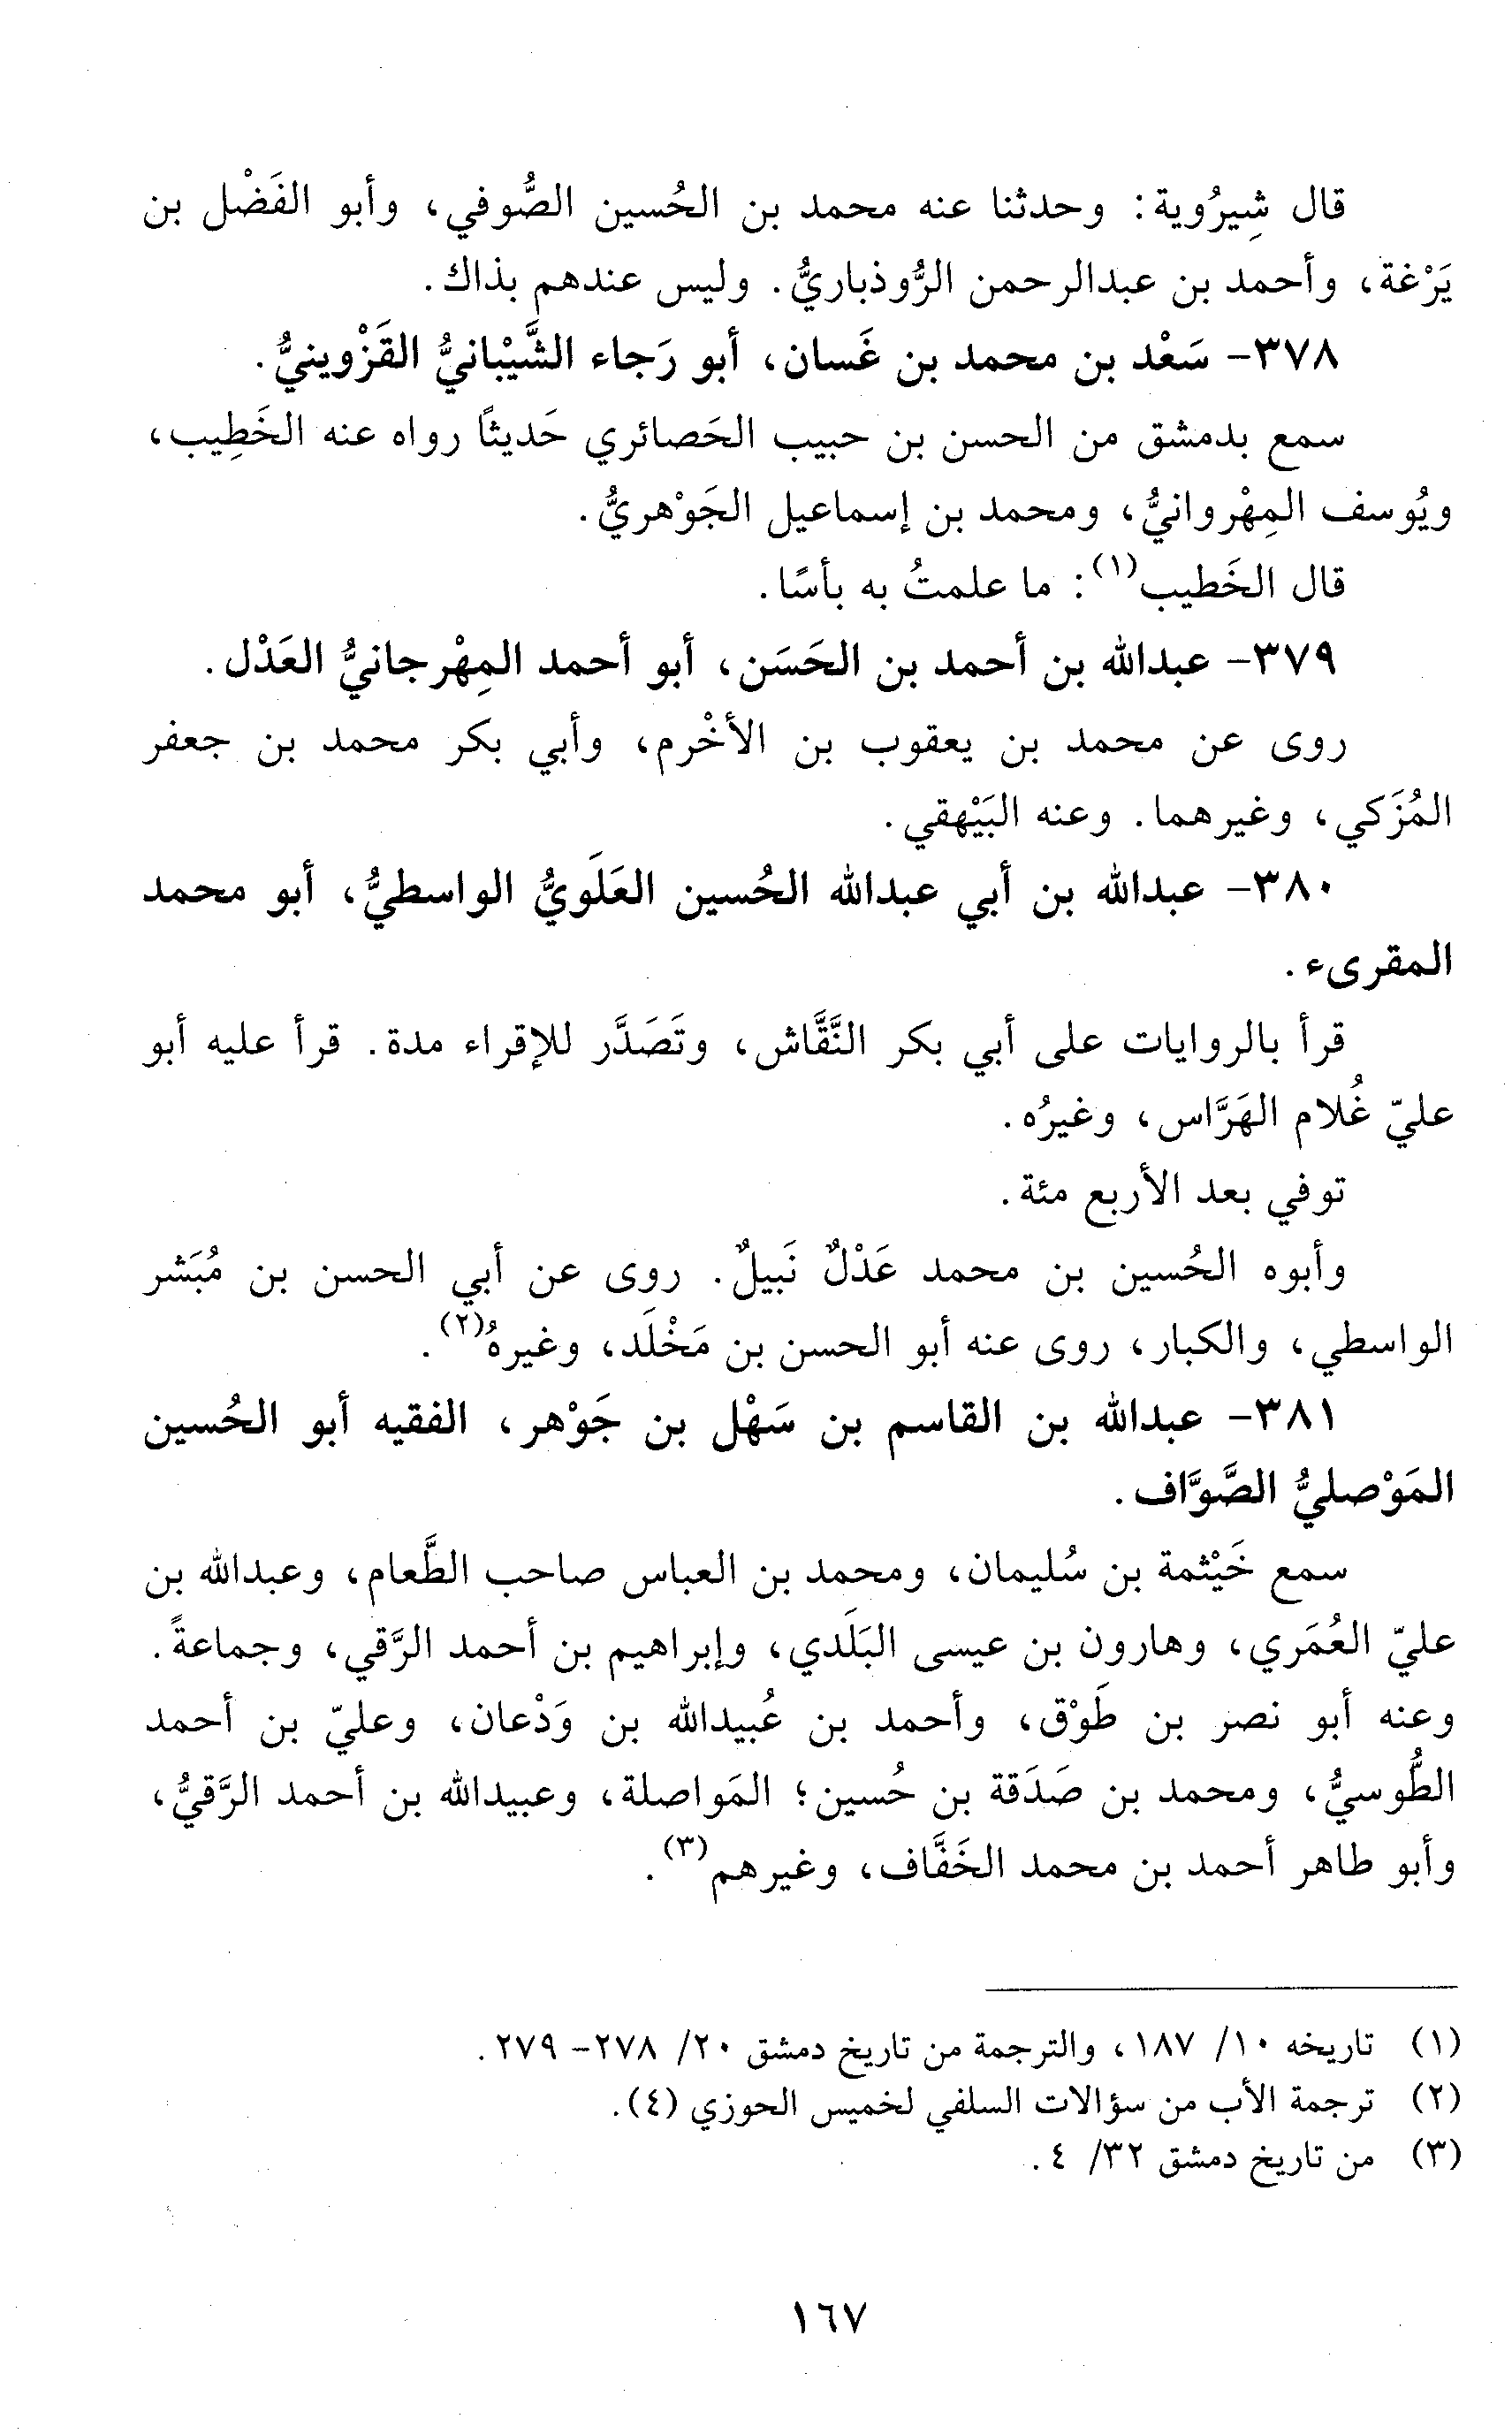 قال شِيرُوية: وحدثنا عنه محمد بن الحُسين الصُّوفي، وأبو الفَضْل بن
يَرْغة، وأحمد بن عبدالرحمن الرُّوذباريُّ. وليس عندهم بذاك.
٣٧٨- سَعْد بن محمد بن غَسان، أبو رَجاء الشَّيْبانيُّ القَزْوينيُّ.
سمع بدمشق من الحسن بن حبيب الحَصائري حَديثًا رواه عنه الخَطِيب،
ويُوسف المِهْروانيُّ، ومحمد بن إسماعيل الجَوْهريُّ.
قال الخَطيب(١): ما علمتُ به بأسًا.
٣٧٩- عبدالله بن أحمد بن الحَسَن، أبو أحمد المِهْرجانيُّ العَدْل.
روى عن محمد بن يعقوب بن الأخْرم، وأبي بكر محمد بن جعفر
المُزَكي، وغيرهما. وعنه البَيْهقي.
٣٨٠- عبدالله بن أبي عبدالله الحُسين العَلَويُّ الواسطيُّ، أبو محمد
المقرىء.
قرأ بالروايات على أبي بكر النَّقَّاش، وتَصَدَّر للإقراء مدة. قرأ عليه أبو
عليّ غُلام الهَرَّاس، وغيرُه.
توفي بعد الأربع مئة.
وأبوه الحُسين بن محمد عَدْلٌ نَبيلٌ. روى عن أبي الحسن بن مُبَشر
الواسطي، والكبار، روى عنه أبو الحسن بن مَخْلَد، وغيرهُ(٢).
٣٨١- عبدالله بن القاسم بن سَهْل بن جَوْهر، الفقيه أبو الحُسين
المَوْصليُّ الصَّوَّاف.
سمع خَيْثمة بن سُليمان، ومحمد بن العباس صاحب الطَّعام، وعبدالله بن
عليّ العُمَري، وهارون بن عيسى البَلَدي، وإبراهيم بن أحمد الرَّقي، وجماعةً.
وعنه أبو نصر بن طَوْق، وأحمد بن عُبيدالله بن وَدْعان، وعليّ بن أحمد
الطُّوسيُّ، ومحمد بن صَدَقة بن حُسين؛ المَواصلة، وعبيدالله بن أحمد الرَّقيُّ،
وأبو طاهر أحمد بن محمد الخَفَّاف، وغيرهم(٣).
(١) تاريخه ١٠/ ١٨٧، والترجمة من تاريخ دمشق ٢٠/ ٢٧٨- ٢٧٩.
(٢) ترجمة الأب من سؤالات السلفي لخميس الحوزي (٤).
(٣) من تاريخ دمشق ٣٢/ ٤.
١٦٧